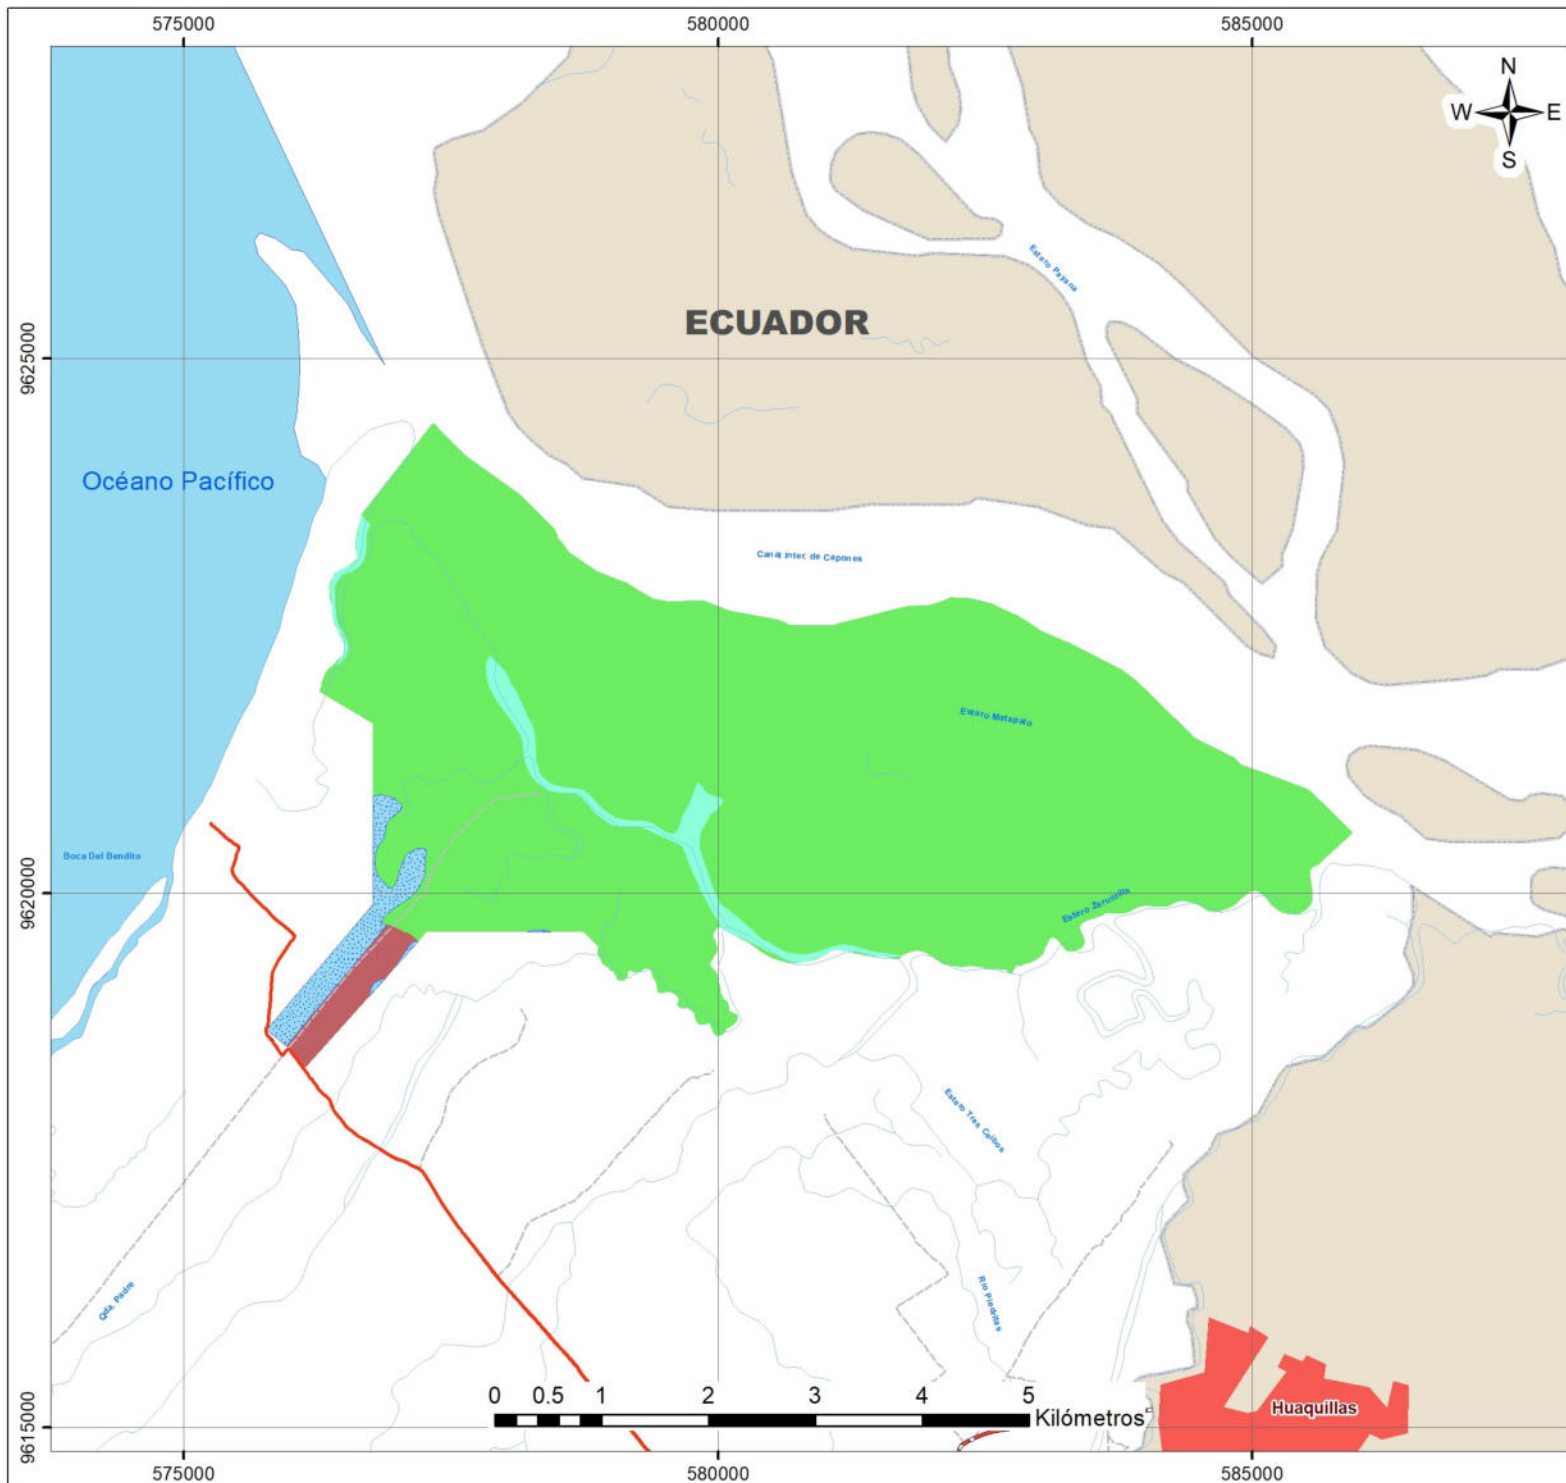 575000 580000 585000
N
W E
S
Estero Payana
ECUADOR
9625000
Océano Pacífico
Canal Inter. de Capones
Estero Matapalo
Boca Del Bendito
9620000
Estero Zarumilla
Estero Tres Ceibos
Qda. Padre
Rio Piedritas
0 0.5 1 2 3 4 5
Kilómetros
Huaquillas
9615000
575000 580000 585000